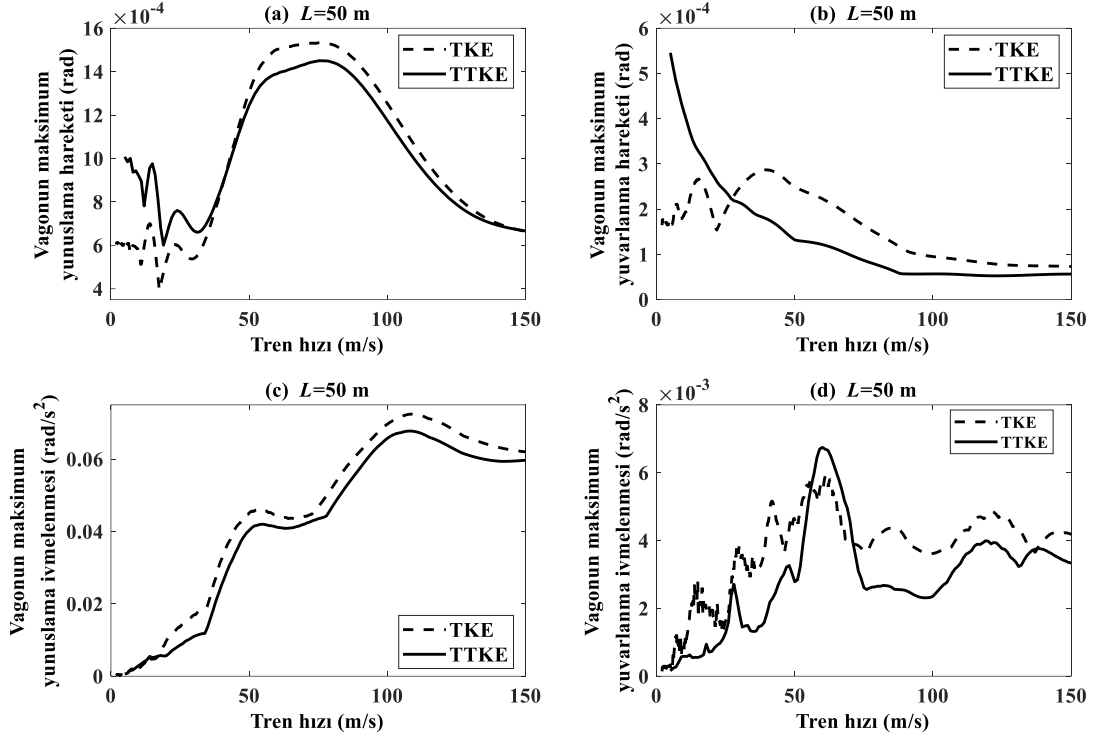 (a) L=50 m
×10⁻⁴
16
14
12
10
8
6
4
0
50
100
150
Vagonun maksimum
yunuslama hareketi (rad)
Tren hızı (m/s)
TKE
TTKE
(b) L=50 m
×10⁻⁴
6
5
4
3
2
1
0
0
50
100
150
Vagonun maksimum
yuvarlanma hareketi (rad)
Tren hızı (m/s)
TKE
TTKE
(c) L=50 m
0.06
0.04
0.02
0
0
50
100
150
Vagonun maksimum
yunuslama ivmelenmesi (rad/s²)
Tren hızı (m/s)
TKE
TTKE
(d) L=50 m
×10⁻³
8
6
4
2
0
0
50
100
150
Vagonun maksimum
yuvarlanma ivmelenmesi (rad/s²)
Tren hızı (m/s)
TKE
TTKE